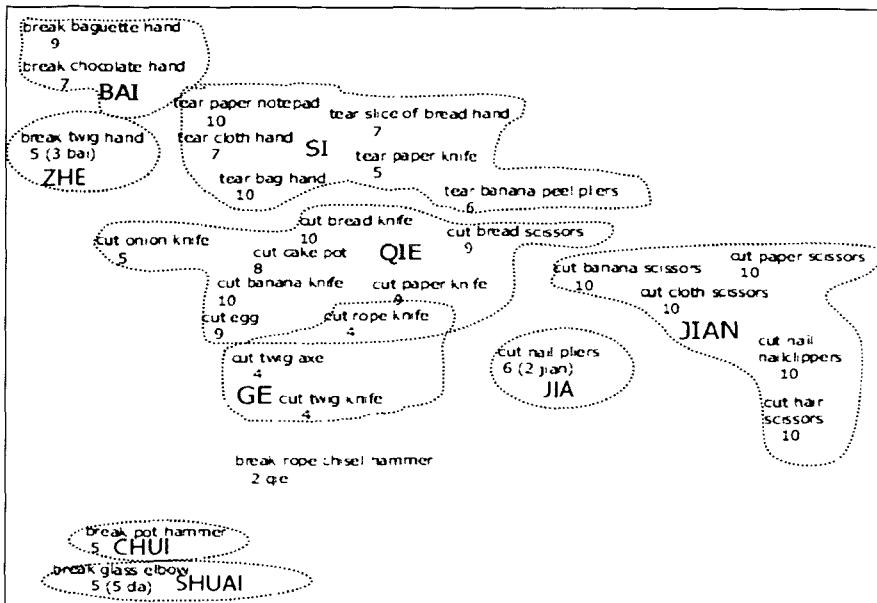 break baguette hand
9
break chocolate hand
7
BAI
tear paper notepad
10
tear slice of bread hand
7
break twig hand
5 (3 bai)
ZHE
tear cloth hand
7
SI
tear paper knife
5
tear bag hand
10
tear banana peel pliers
6
cut bread knife
10
cut onion knife
5
cut bread scissors
9
cut cake pot
8
QIE
cut paper scissors
10
cut banana scissors
10
cut banana knife
10
cut paper knife
9
cut cloth scissors
10
JIAN
cut egg
9
cut rope knife
4
cut nail
nailclippers
10
cut twig axe
4
cut nail pliers
6 (2 jian)
JIA
GE
cut twig knife
4
cut hair
scissors
10
break rope chisel hammer
2 qie
break pot hammer
5
CHUI
break glass elbow
5 (5 da)
SHUAI